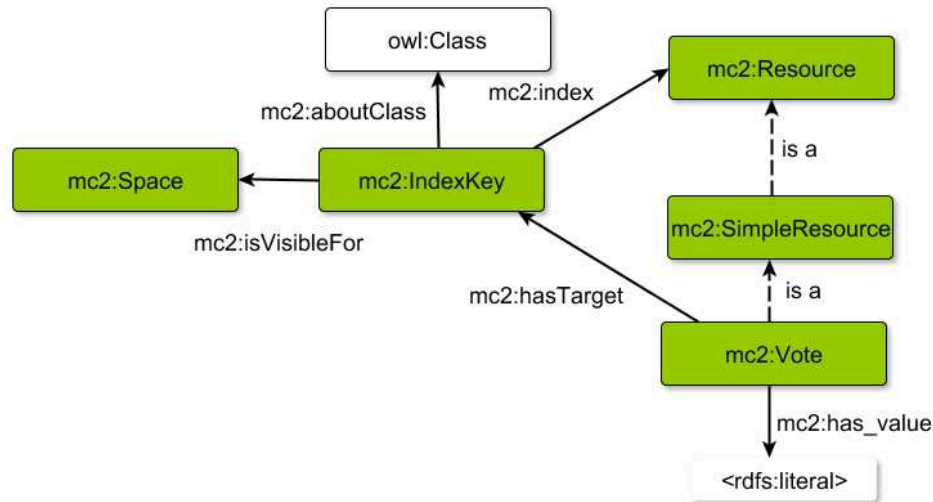 owl:Class
mc2:Resource
mc2:index
mc2:aboutClass
is a
mc2:Space
mc2:IndexKey
mc2:SimpleResource
mc2:isVisibleFor
mc2:hasTarget
is a
mc2:Vote
mc2:has_value
<rdfs:literal>